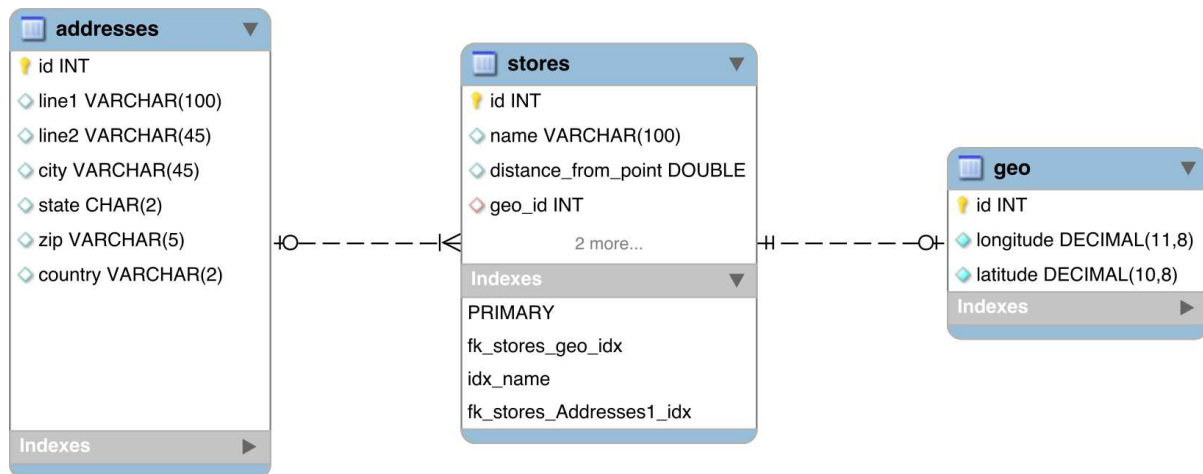 addresses
id INT
line1 VARCHAR(100)
line2 VARCHAR(45)
city VARCHAR(45)
state CHAR(2)
zip VARCHAR(5)
country VARCHAR(2)
Indexes
stores
id INT
name VARCHAR(100)
distance_from_point DOUBLE
geo_id INT
2 more...
Indexes
PRIMARY
fk_stores_geo_idx
idx_name
fk_stores_Addresses1_idx
geo
id INT
longitude DECIMAL(11,8)
latitude DECIMAL(10,8)
Indexes